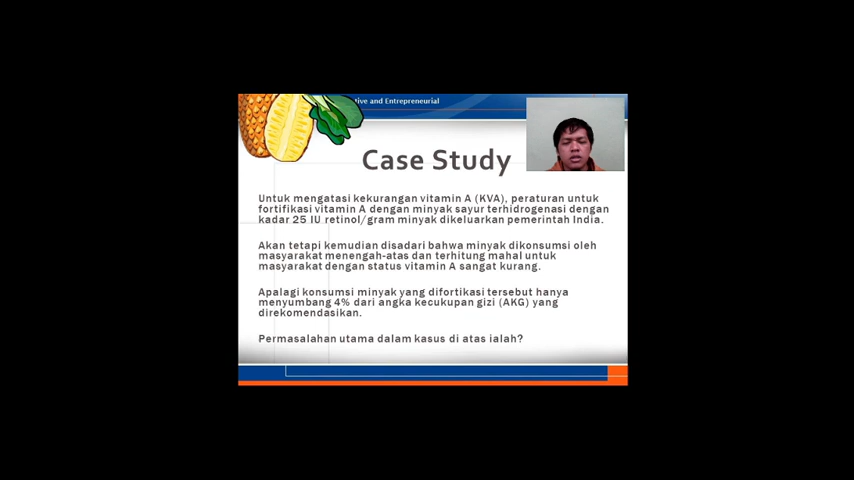 tive and Entrepreneurial
Case Study
Untuk mengatasi kekurangan vitamin A (KVA), peraturan untuk
fortifikasi vitamin A dengan minyak sayur terhidrogenasi dengan
kadar 25 IU retinol/gram minyak dikeluarkan pemerintah India.
Akan tetapi kemudian disadari bahwa minyak dikonsumsi oleh
masyarakat menengah-atas dan terhitung mahal untuk
masyarakat dengan status vitamin A sangat kurang.
Apalagi konsumsi minyak yang difortikasi tersebut hanya
menyumbang 4% dari angka kecukupan gizi (AKG) yang
direkomendasikan.
Permasalahan utama dalam kasus di atas ialah?